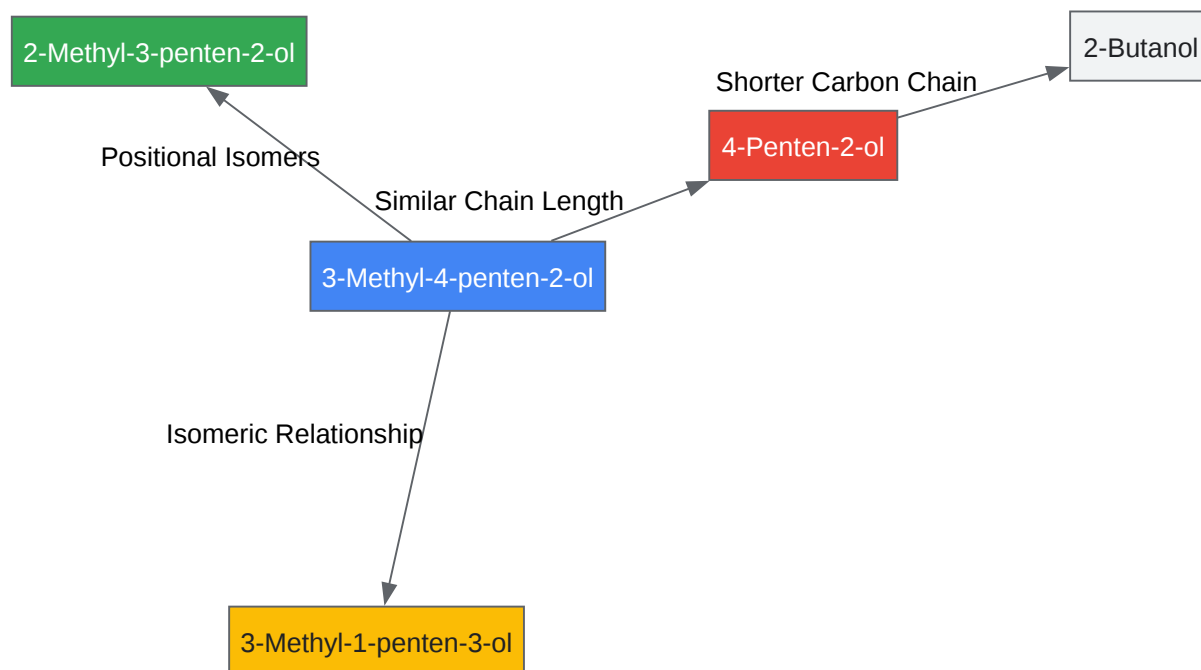 2-Methyl-3-penten-2-ol
2-Butanol
Shorter Carbon Chain
4-Penten-2-ol
Positional Isomers
Similar Chain Length
3-Methyl-4-penten-2-ol
Isomeric Relationship
3-Methyl-1-penten-3-ol